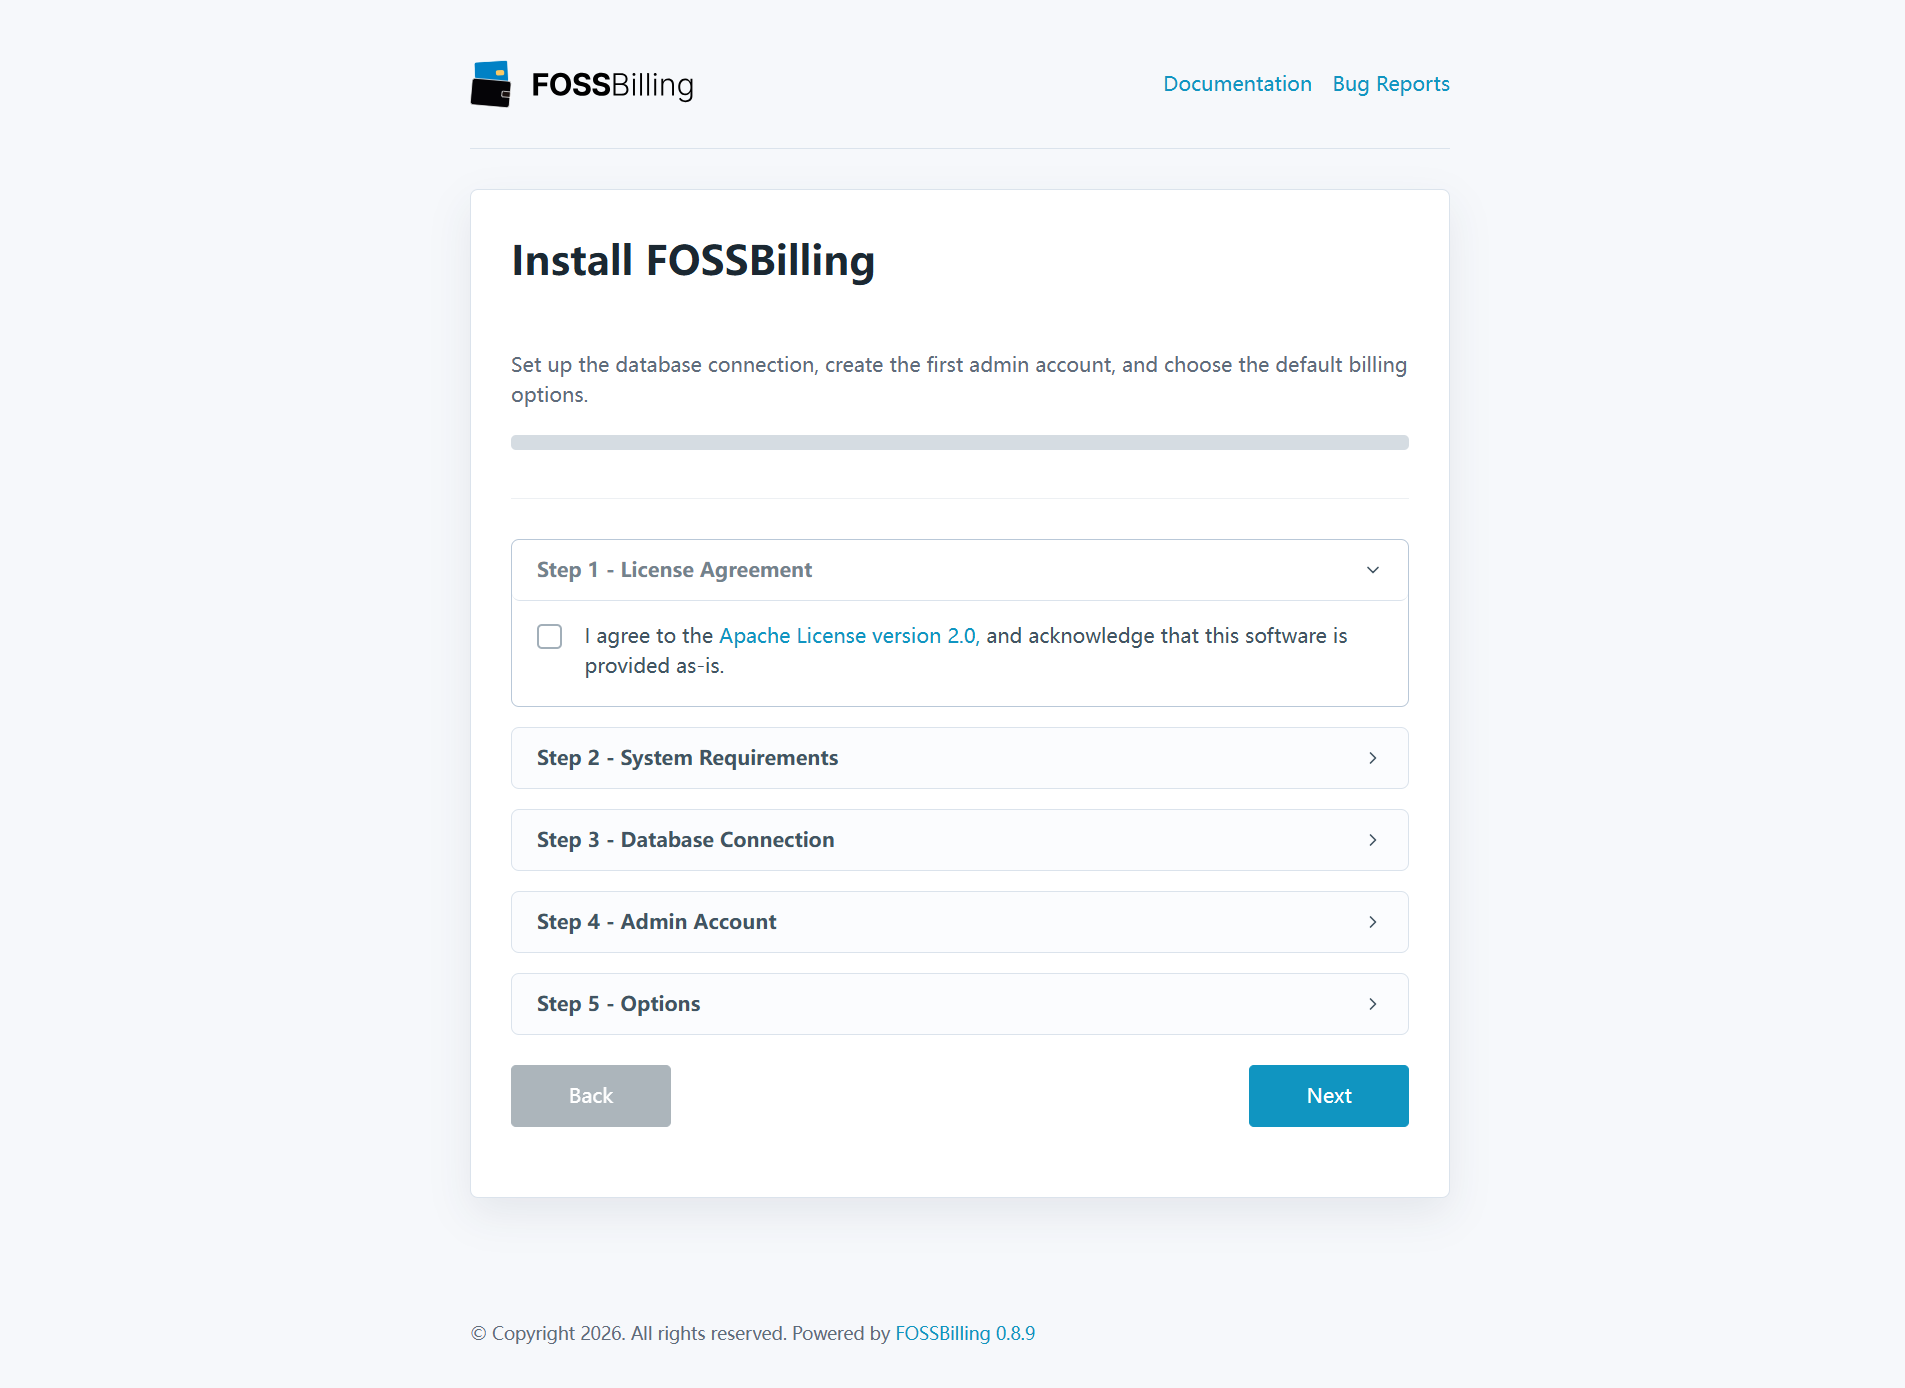 FOSSBilling
Documentation Bug Reports
Install FOSSBilling
Set up the database connection, create the first admin account, and choose the default billing
options.
Step 1 - License Agreement
I agree to the Apache License version 2.0, and acknowledge that this software is
provided as-is.
Step 2 - System Requirements
Step 3 - Database Connection
Step 4 - Admin Account
Step 5 - Options
Back
Next
© Copyright 2026. All rights reserved. Powered by FOSSBilling 0.8.9